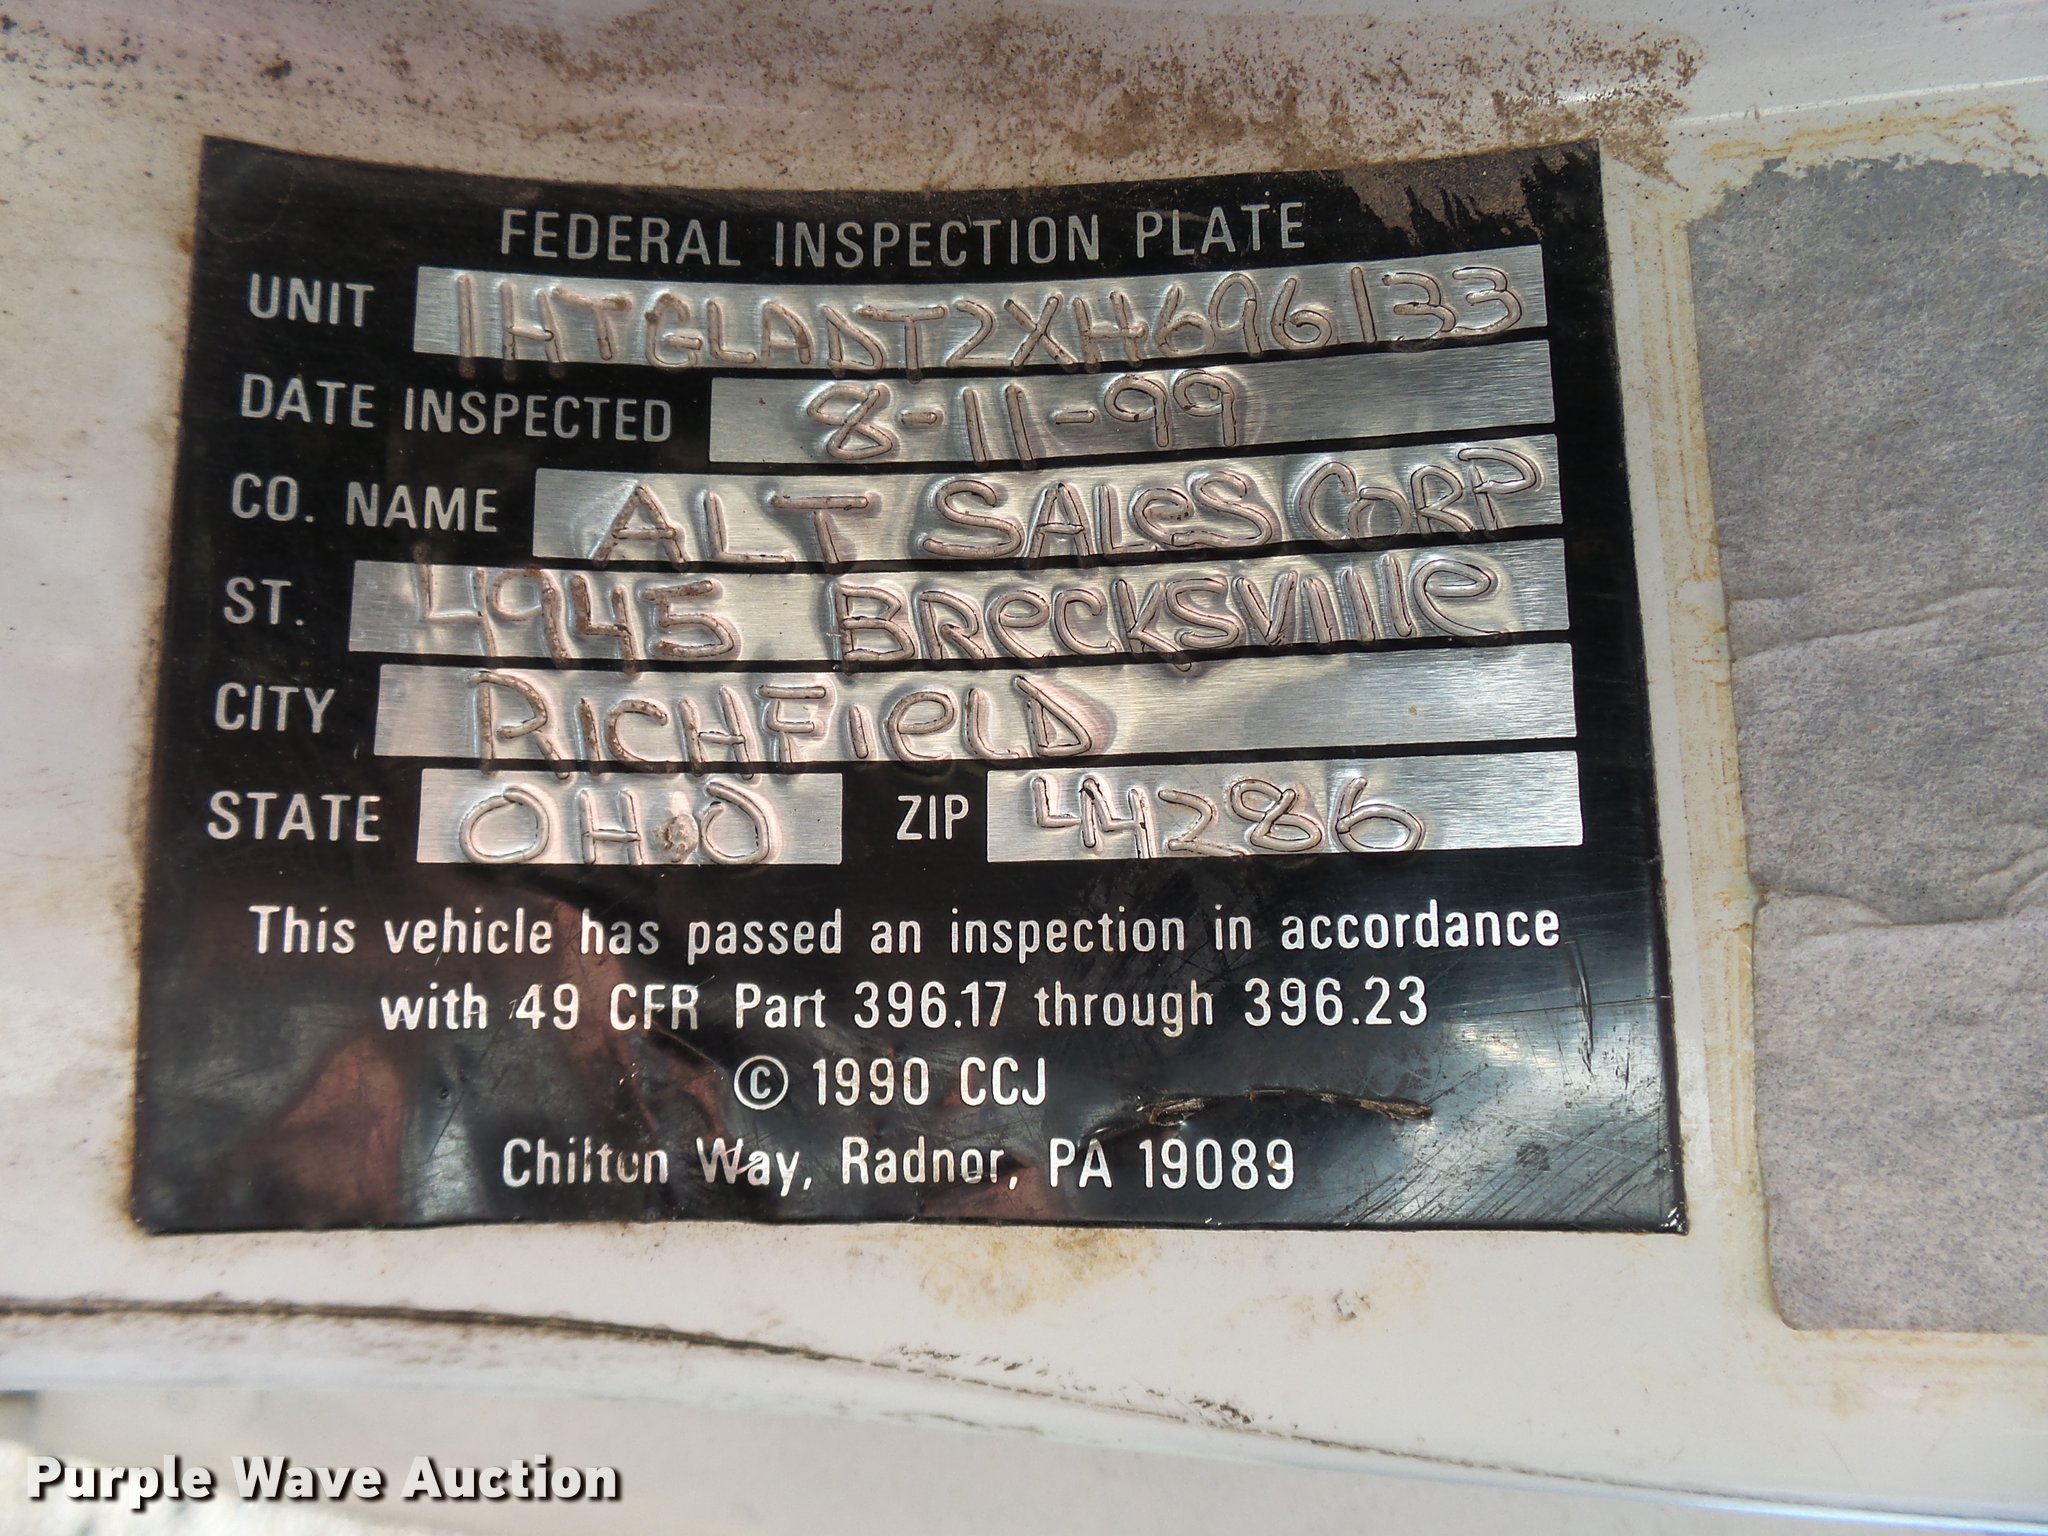 FEDERAL INSPECTION PLATE
UNIT 1HTGLADT2XH696133
DATE INSPECTED 8-11-99
CO. NAME ALT SALeS CORP
ST. 4945 BReCKSVIlle
CITY RICHFieLD
STATE OHiO ZIP 44286
This vehicle has passed an inspection in accordance
with 49 CFR Part 396.17 through 396.23
© 1990 CCJ
Chilton Way, Radnor, PA 19089
Purple Wave Auction